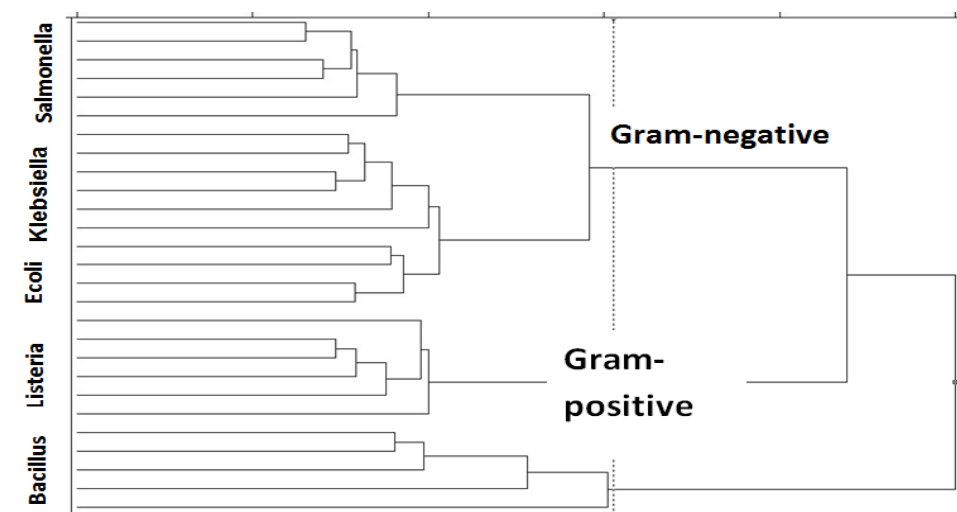 Salmonella
Klebsiella
Ecoli
Listeria
Bacillus
Gram-negative
Gram-
positive